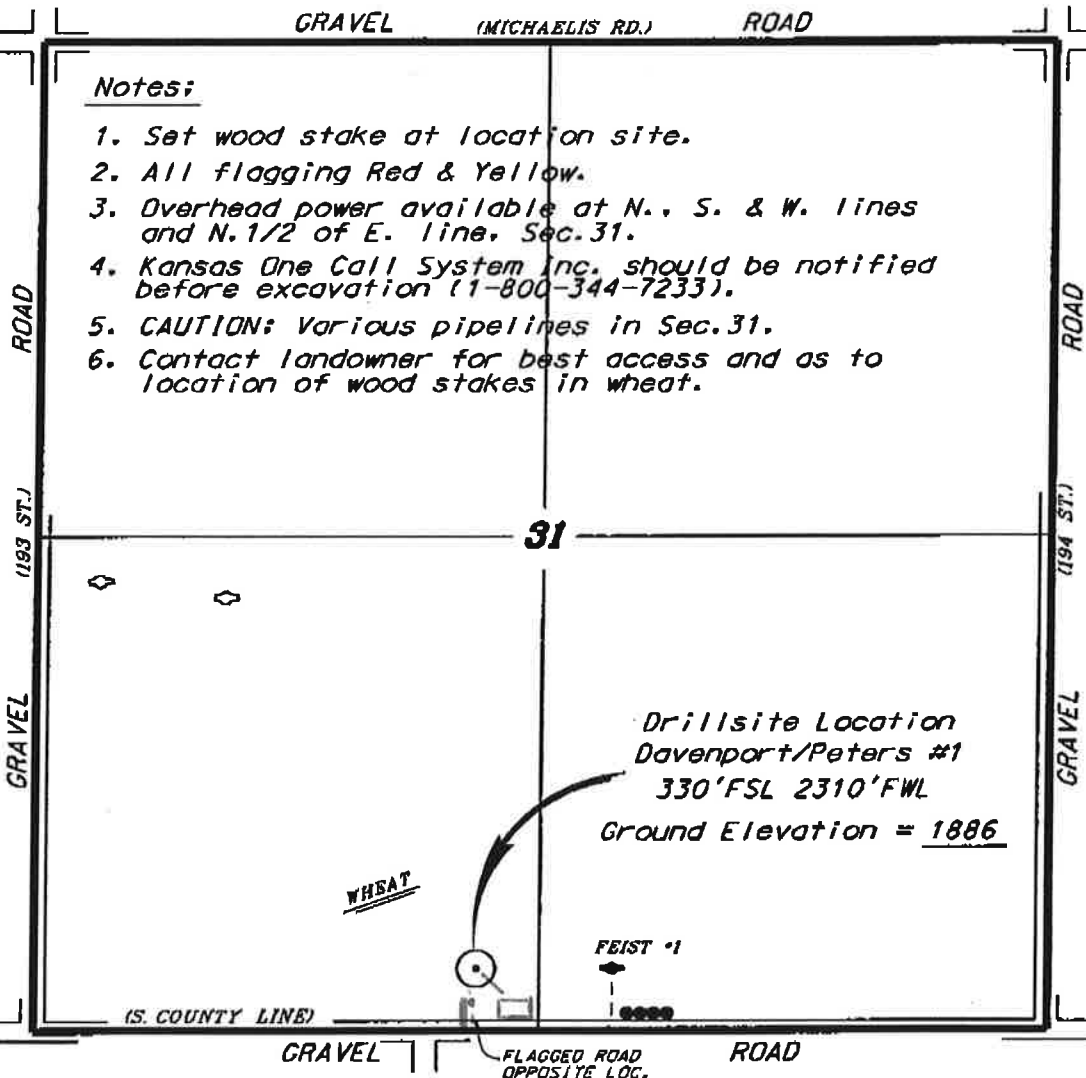 GRAVEL (MICHAELIS RD.) ROAD
Notes:
1. Set wood stake at location site.
2. All flagging Red & Yellow.
3. Overhead power available at N., S. & W. lines
and N.1/2 of E. line, Sec.31.
4. Kansas One Call System Inc. should be notified
before excavation (1-800-344-7233).
5. CAUTION: Various pipelines in Sec.31.
6. Contact landowner for best access and as to
location of wood stakes in wheat.
ROAD
(193 ST.)
GRAVEL
ROAD
(194 ST.)
GRAVEL
31
Drillsite Location
Davenport/Peters #1
330'FSL 2310'FWL
Ground Elevation = 1886
WHEAT
FEIST #1
(S. COUNTY LINE)
GRAVEL ROAD
FLAGGED ROAD
OPPOSITE LOC.